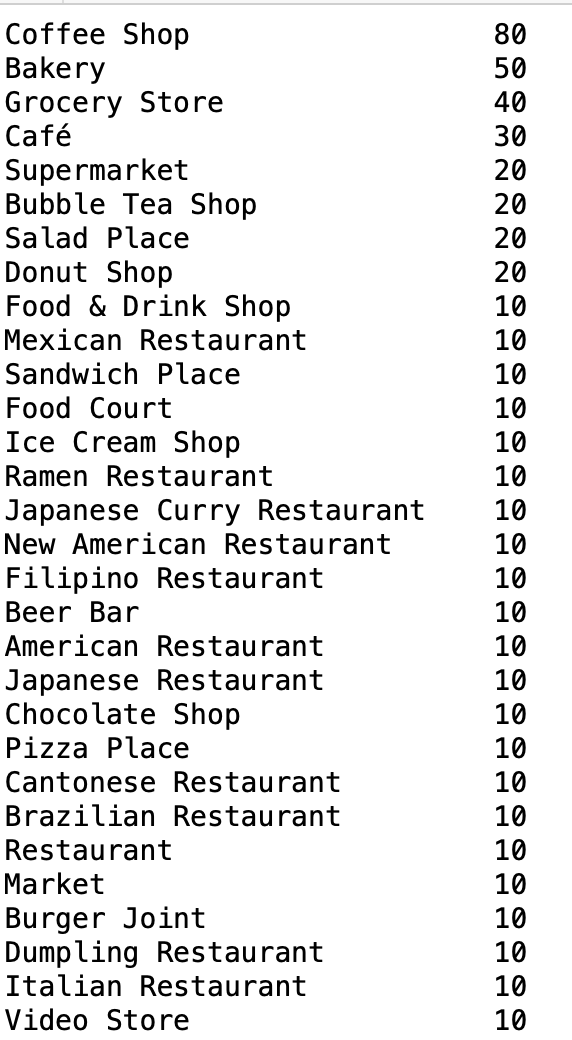 Coffee Shop 80
Bakery 50
Grocery Store 40
Café 30
Supermarket 20
Bubble Tea Shop 20
Salad Place 20
Donut Shop 20
Food & Drink Shop 10
Mexican Restaurant 10
Sandwich Place 10
Food Court 10
Ice Cream Shop 10
Ramen Restaurant 10
Japanese Curry Restaurant 10
New American Restaurant 10
Filipino Restaurant 10
Beer Bar 10
American Restaurant 10
Japanese Restaurant 10
Chocolate Shop 10
Pizza Place 10
Cantonese Restaurant 10
Brazilian Restaurant 10
Restaurant 10
Market 10
Burger Joint 10
Dumpling Restaurant 10
Italian Restaurant 10
Video Store 10